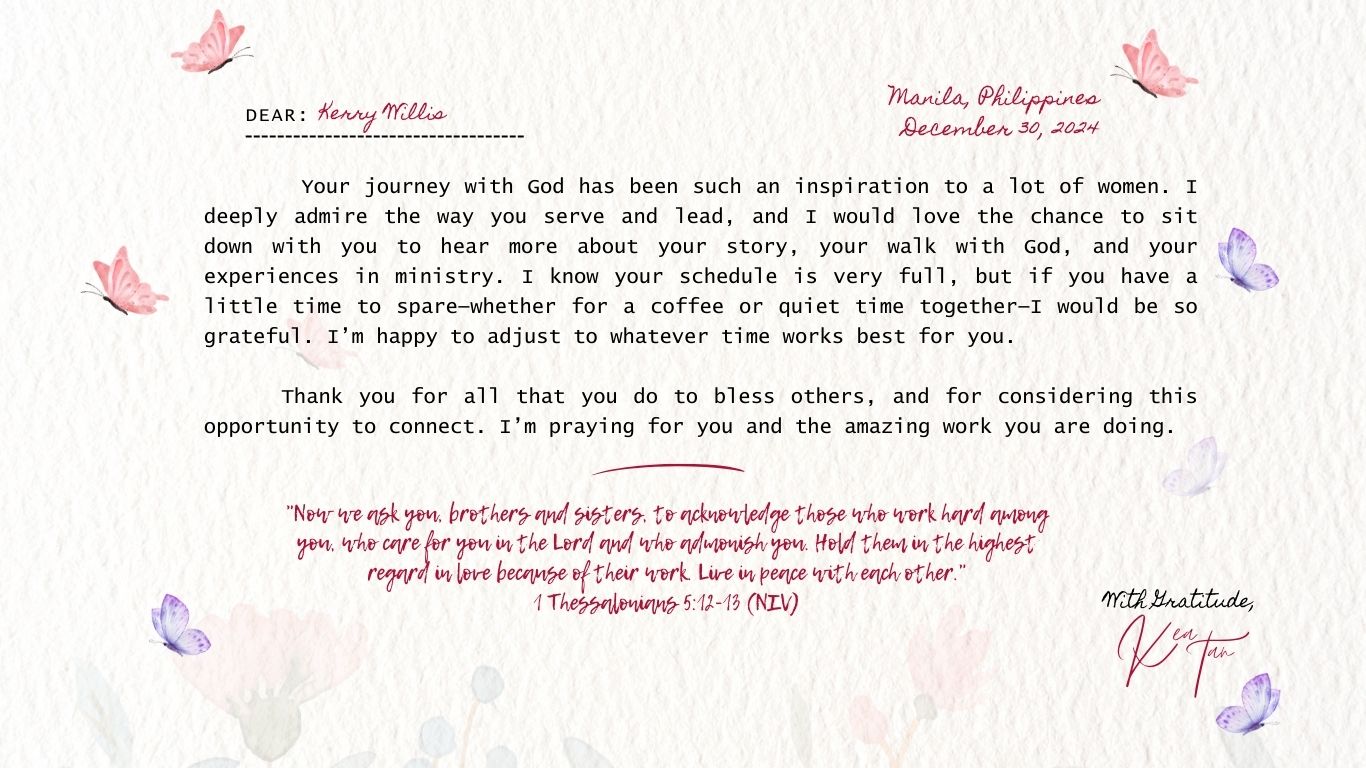 Manila, Philippines
December 30, 2024
DEAR: Kerry Willis
Your journey with God has been such an inspiration to a lot of women. I
deeply admire the way you serve and lead, and I would love the chance to sit
down with you to hear more about your story, your walk with God, and your
experiences in ministry. I know your schedule is very full, but if you have a
little time to spare—whether for a coffee or quiet time together—I would be so
grateful. I’m happy to adjust to whatever time works best for you.
Thank you for all that you do to bless others, and for considering this
opportunity to connect. I’m praying for you and the amazing work you are doing.
"Now we ask you, brothers and sisters, to acknowledge those who work hard among
you, who care for you in the Lord and who admonish you. Hold them in the highest
regard in love because of their work. Live in peace with each other."
1 Thessalonians 5:12-13 (NIV)
With Gratitude,
Kea Tan